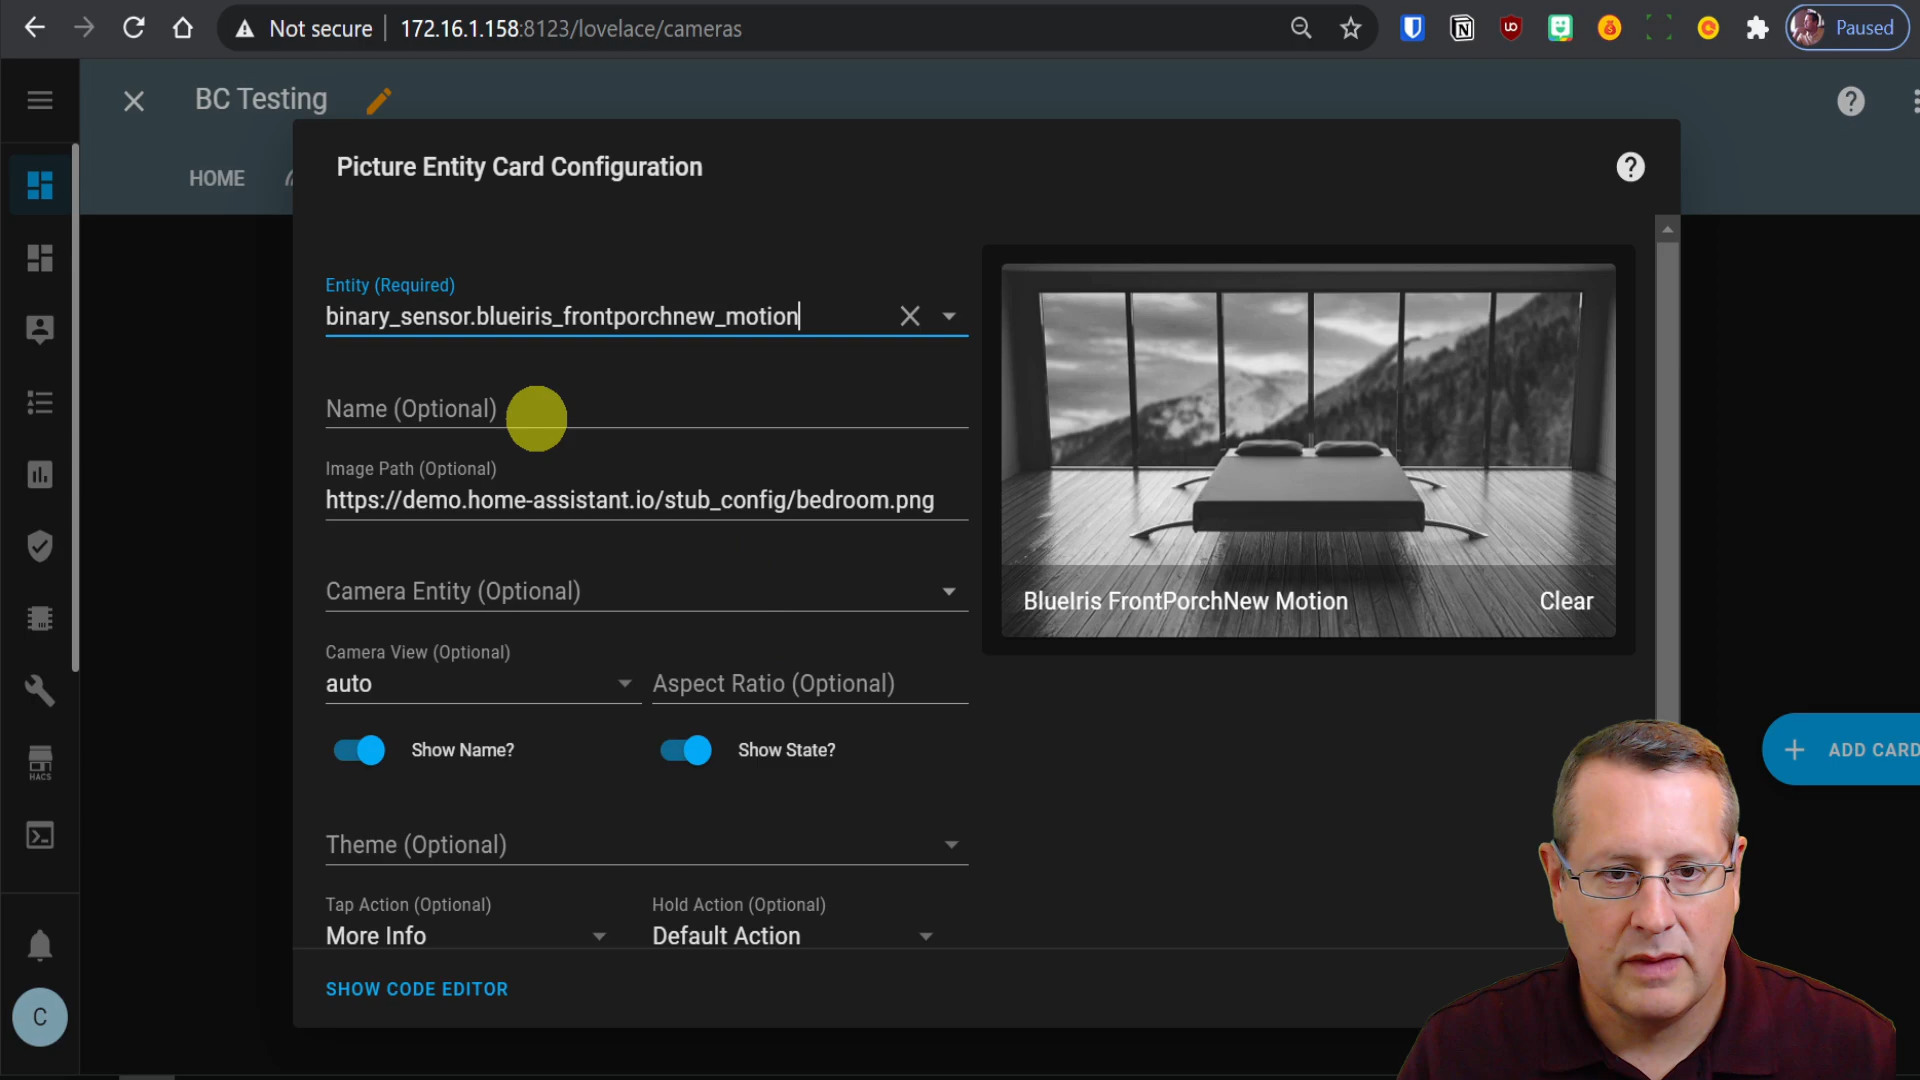 Not secure
172.16.1.158:8123/lovelace/cameras
Paused
BC Testing
HOME
Picture Entity Card Configuration
Entity (Required)
binary_sensor.blueiris_frontporchnew_motion
Name (Optional)
Image Path (Optional)
https://demo.home-assistant.io/stub_config/bedroom.png
Camera Entity (Optional)
Camera View (Optional)
auto
Aspect Ratio (Optional)
Show Name?
Show State?
Theme (Optional)
Tap Action (Optional)
More Info
Hold Action (Optional)
Default Action
SHOW CODE EDITOR
BlueIris FrontPorchNew Motion
Clear
ADD CARD
HACS
C